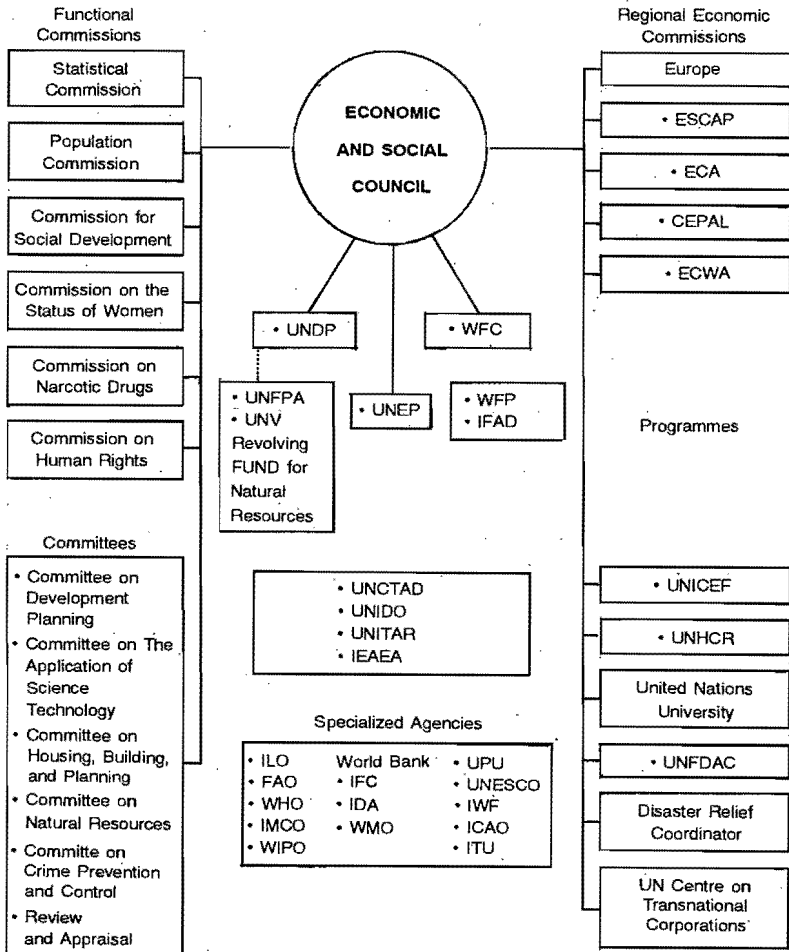 Functional
Commissions
Statistical
Commission
Population
Commission
Commission for
Social Development
Commission on the
Status of Women
Commission on
Narcotic Drugs
Commission on
Human Rights
Committees
• Committee on
Development
Planning
• Committee on The
Application of
Science
Technology
• Committee on
Housing, Building,
and Planning
• Committee on
Natural Resources
• Committe on
Crime Prevention
and Control
• Review
and Appraisal
ECONOMIC
AND SOCIAL
COUNCIL
• UNDP
• WFC
• UNFPA
• UNV
Revolving
FUND for
Natural
Resources
• UNEP
• WFP
• IFAD
• UNCTAD
• UNIDO
• UNITAR
• IEAEA
Specialized Agencies
• ILO
• FAO
• WHO
• IMCO
• WIPO
World Bank
• IFC
• IDA
• WMO
• UPU
• UNESCO
• IWF
• ICAO
• ITU
Regional Economic
Commissions
Europe
• ESCAP
• ECA
• CEPAL
• ECWA
Programmes
• UNICEF
• UNHCR
United Nations
University
• UNFDAC
Disaster Relief
Coordinator
UN Centre on
Transnational
Corporations